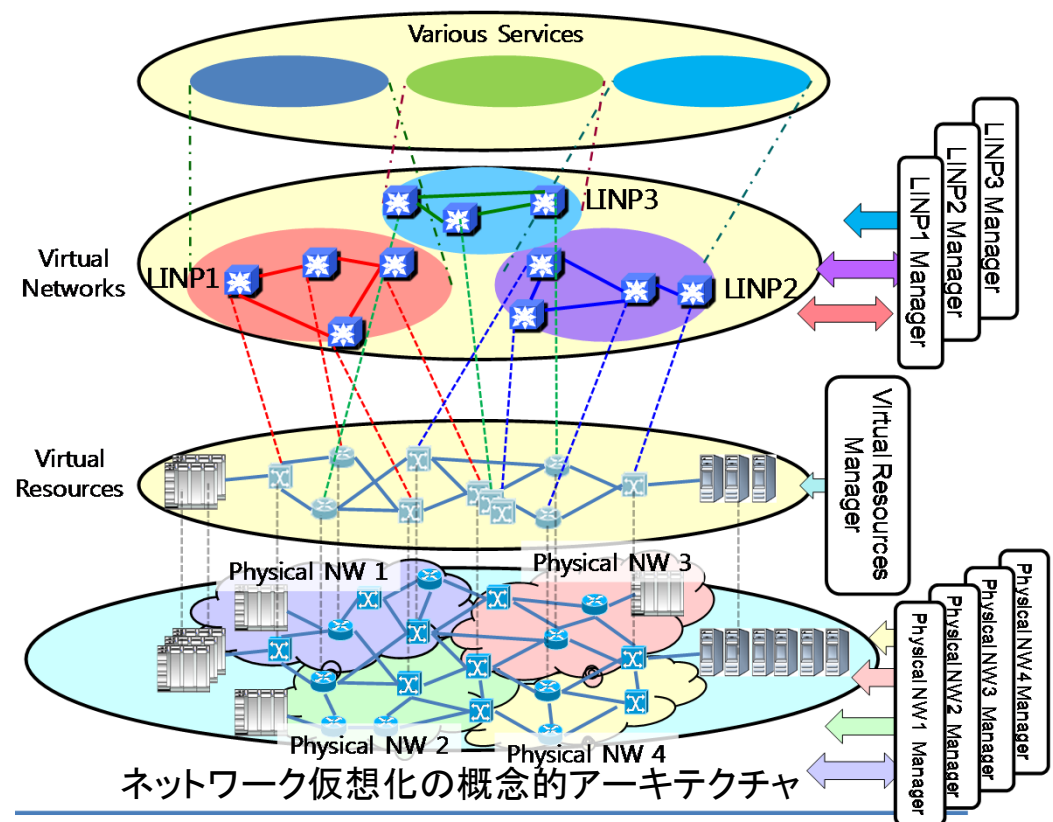 Various Services
LINP3
LINP1
LINP2
Virtual
Networks
LINP3 Manager
LINP2 Manager
LINP1 Manager
Virtual
Resources
Virtual Resources
Manager
Physical NW 1
Physical NW 3
Physical NW 2
Physical NW 4
Physical NW4 Manager
Physical NW3 Manager
Physical NW2 Manager
Physical NW1 Manager
ネットワーク仮想化の概念的アーキテクチャ